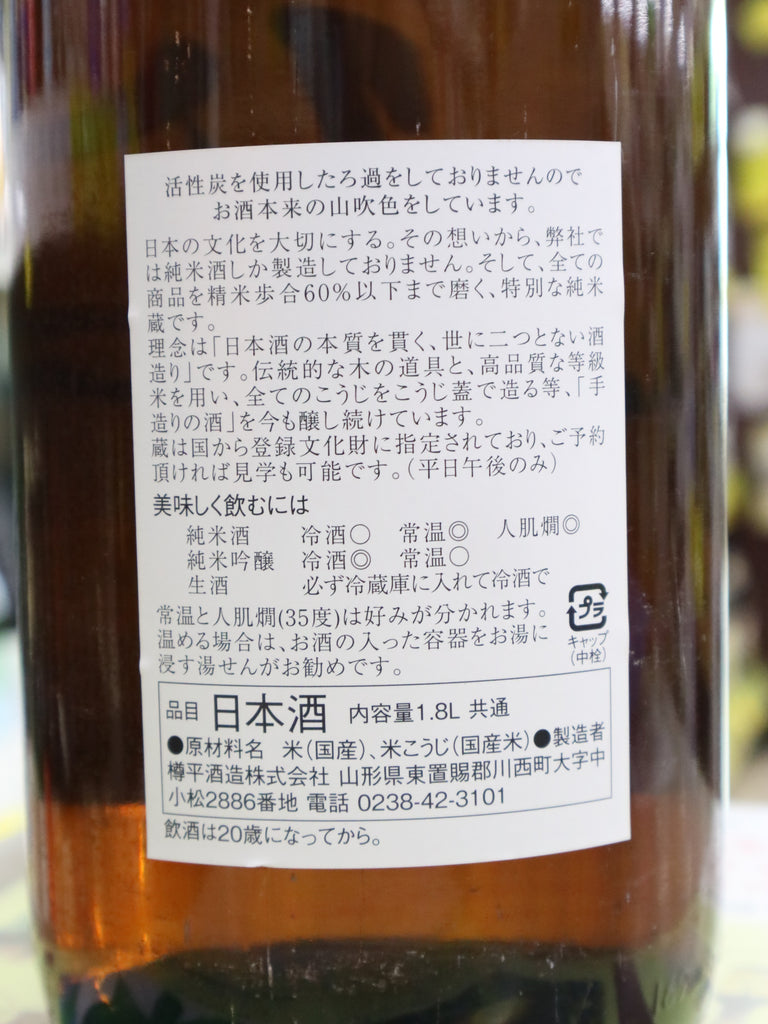 活性炭を使用したろ過をしておりませんので
お酒本来の山吹色をしています。
日本の文化を大切にする。その想いから、弊社で
は純米酒しか製造しておりません。そして、全ての
商品を精米歩合60%以下まで磨く、特別な純米
蔵です。
理念は「日本酒の本質を貫く、世に二つとない酒
造り」です。伝統的な木の道具と、高品質な等級
米を用い、全てのこうじをこうじ蓋で造る等、「手
造りの酒」を今も醸し続けています。
蔵は国から登録文化財に指定されており、ご予約
頂ければ見学も可能です。(平日午後のみ)
美味しく飲むには
純米酒 冷酒○ 常温◎ 人肌燗◎
純米吟醸 冷酒◎ 常温○
生酒 必ず冷蔵庫に入れて冷酒で
常温と人肌燗(35度)は好みが分かれます。
温める場合は、お酒の入った容器をお湯に
浸す湯せんがお勧めです。
プラ
キャップ
(中栓)
品目 日本酒 内容量1.8L 共通
●原材料名 米(国産)、米こうじ(国産米)●製造者
樽平酒造株式会社 山形県東置賜郡川西町大字中
小松2886番地 電話 0238-42-3101
飲酒は20歳になってから。